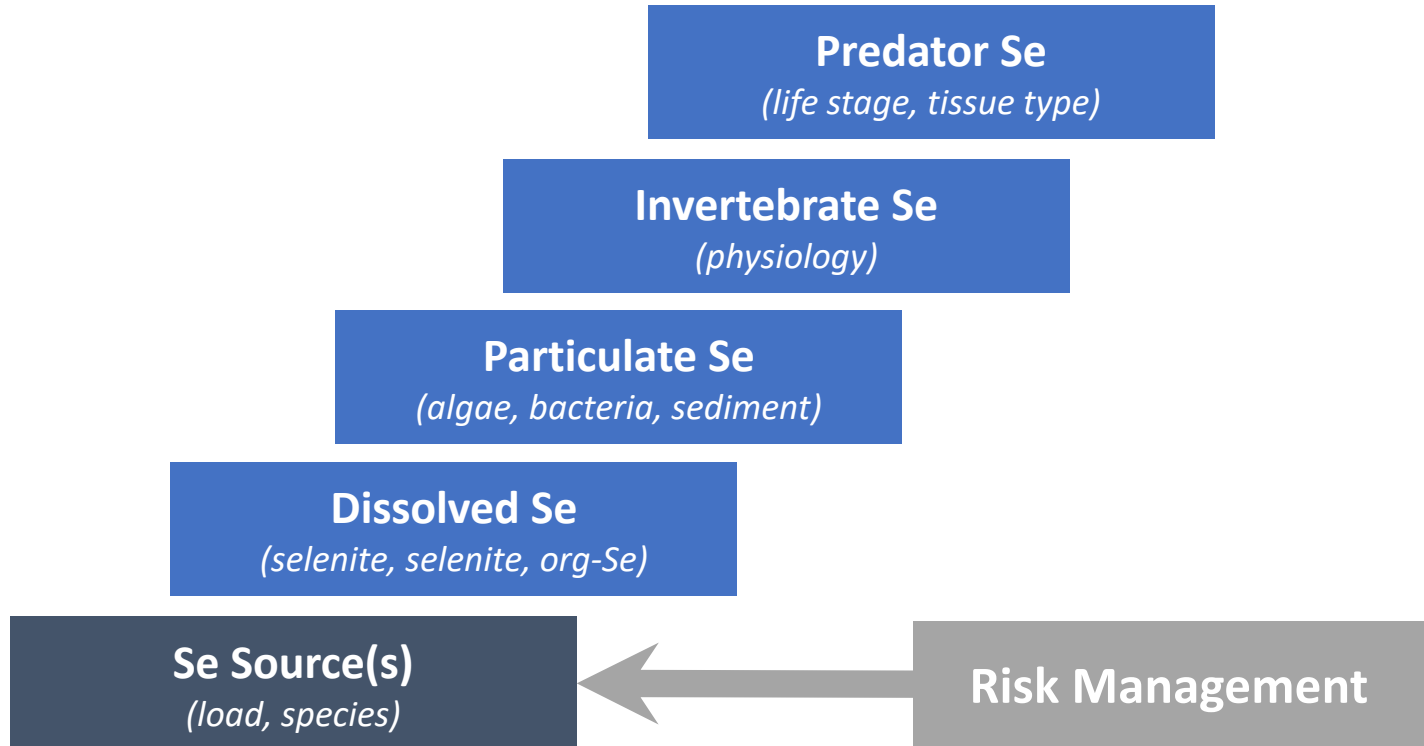 Predator Se
(life stage, tissue type)
Invertebrate Se
(physiology)
Particulate Se
(algae, bacteria, sediment)
Dissolved Se
(selenite, selenite, org-Se)
Se Source(s)
(load, species)
Risk Management